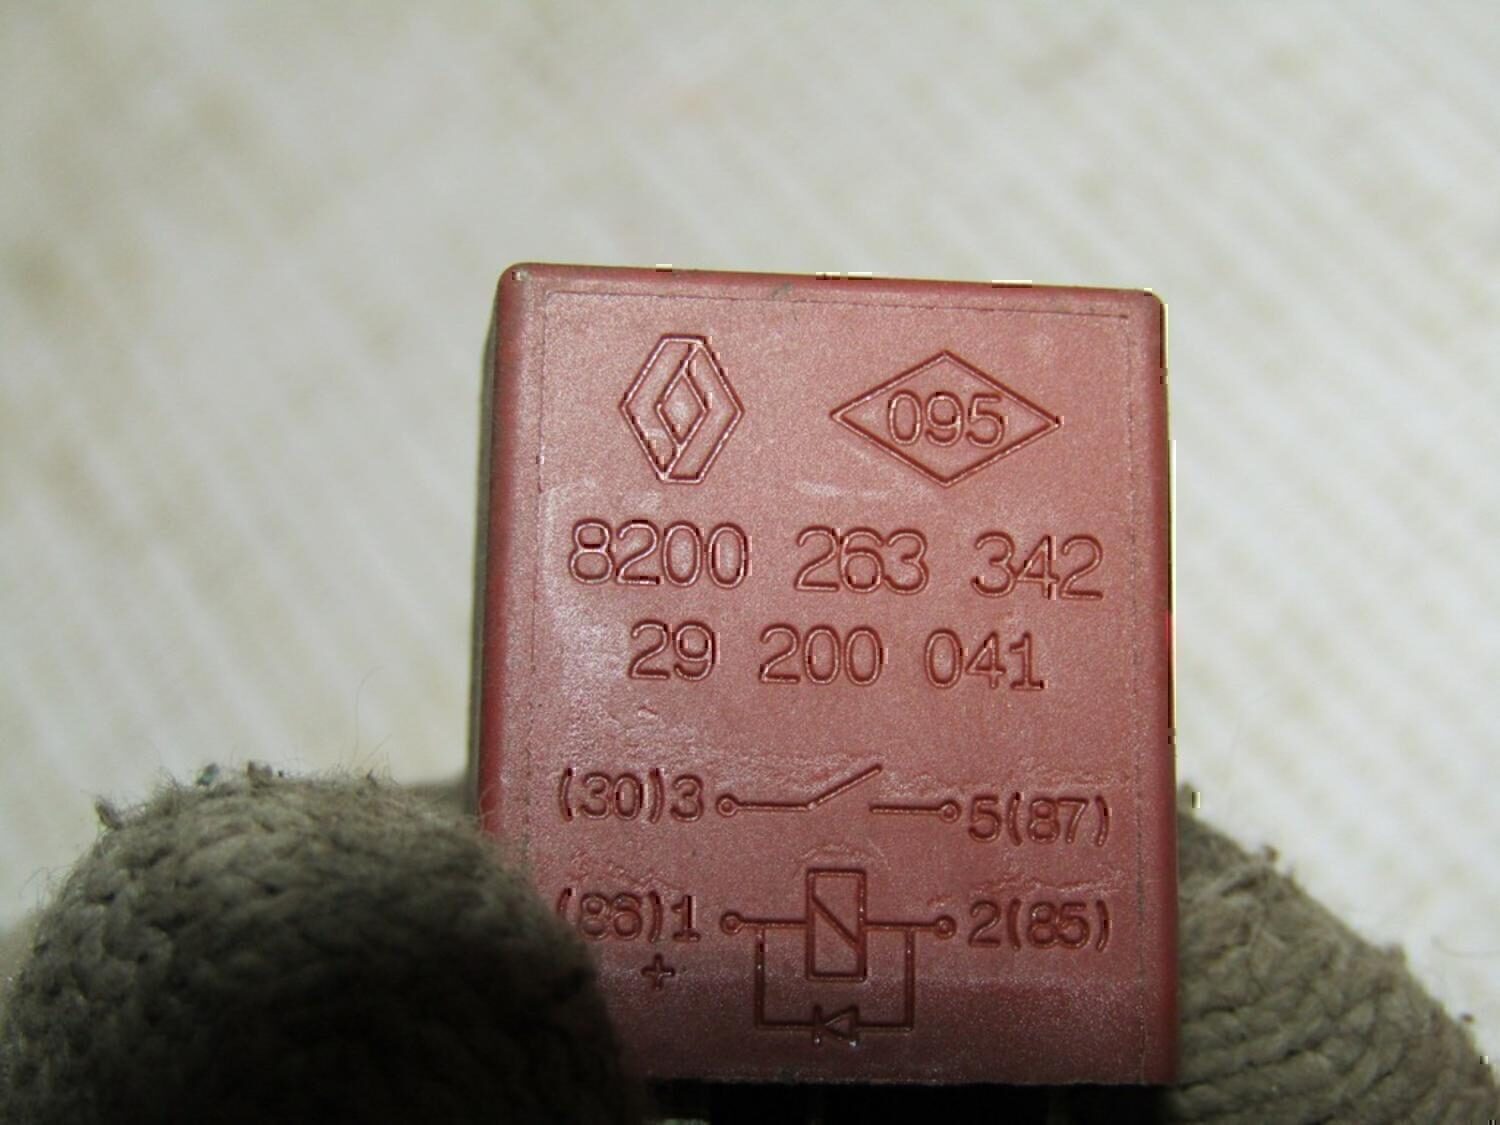 095
8200 263 342
29 200 041
(30)3 5(87)
(86)1 2(85)
+